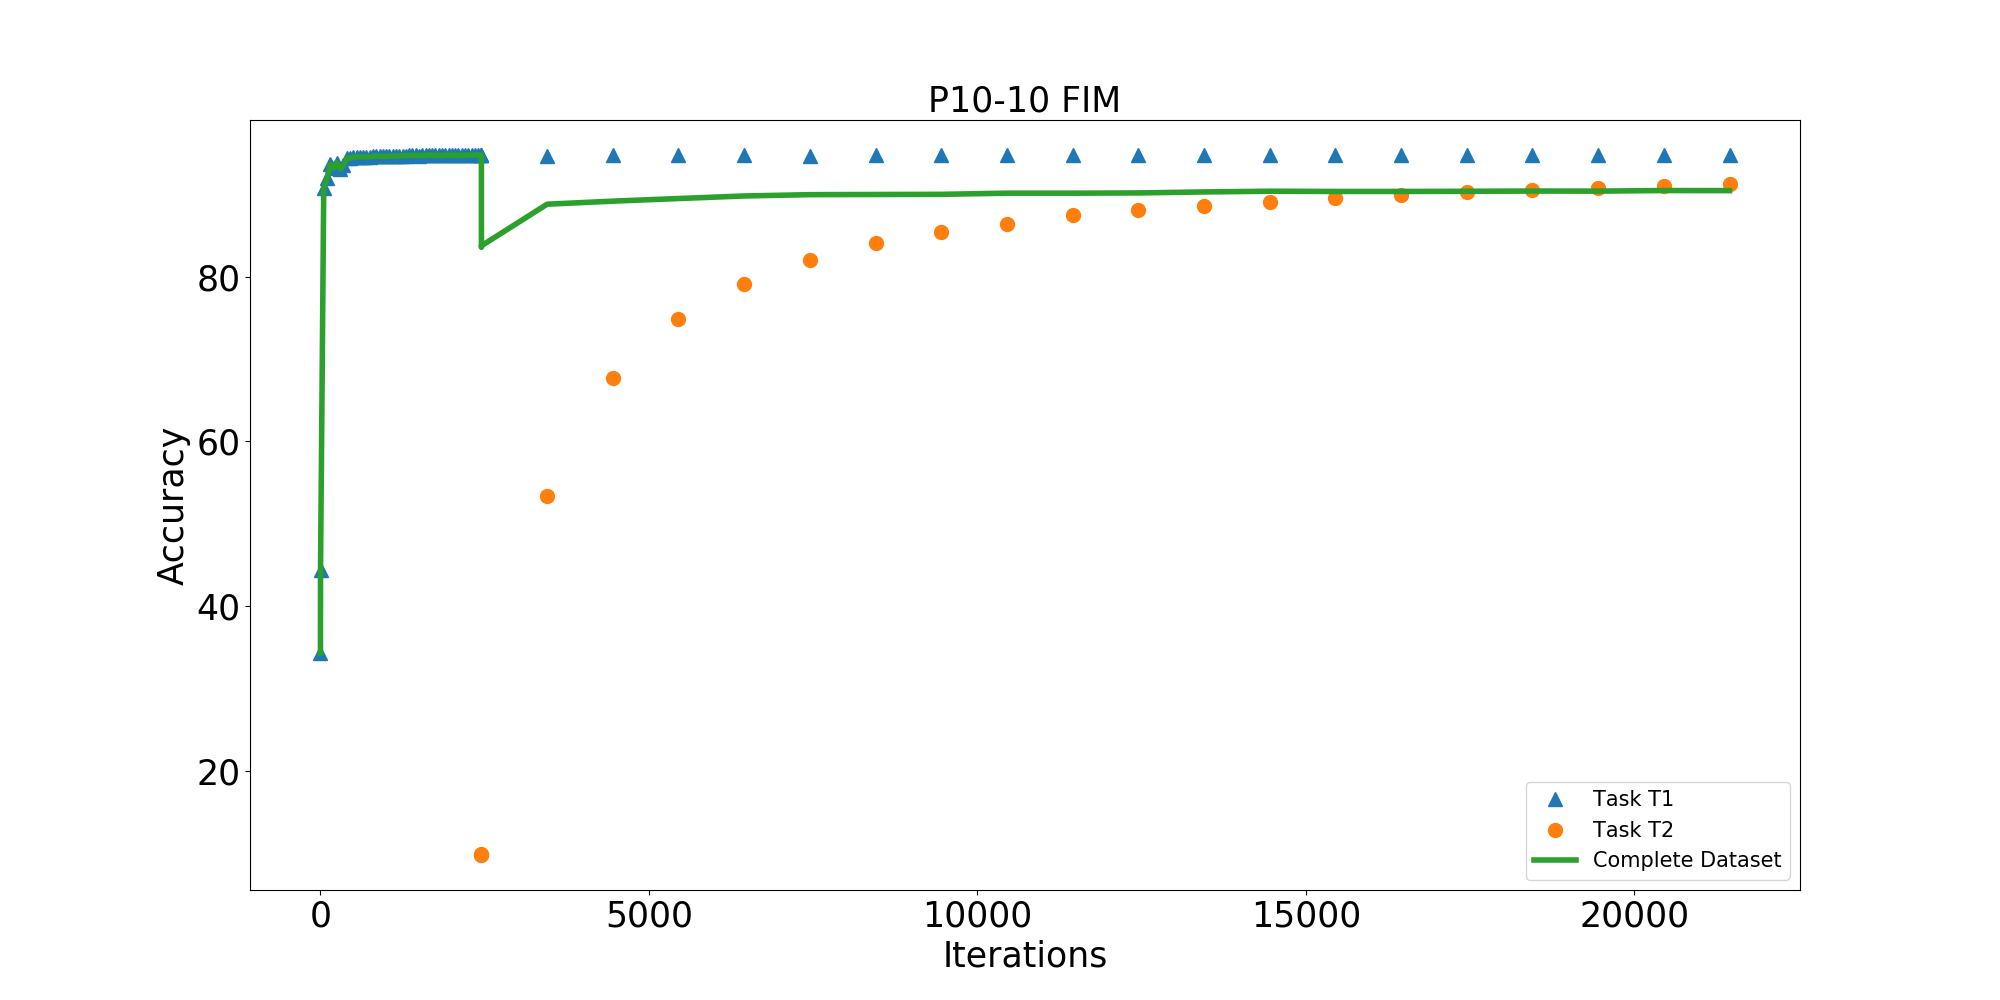 P10-10 FIM
Accuracy
80
60
40
20
0 5000 10000 15000 20000
Iterations
Task T1
Task T2
Complete Dataset